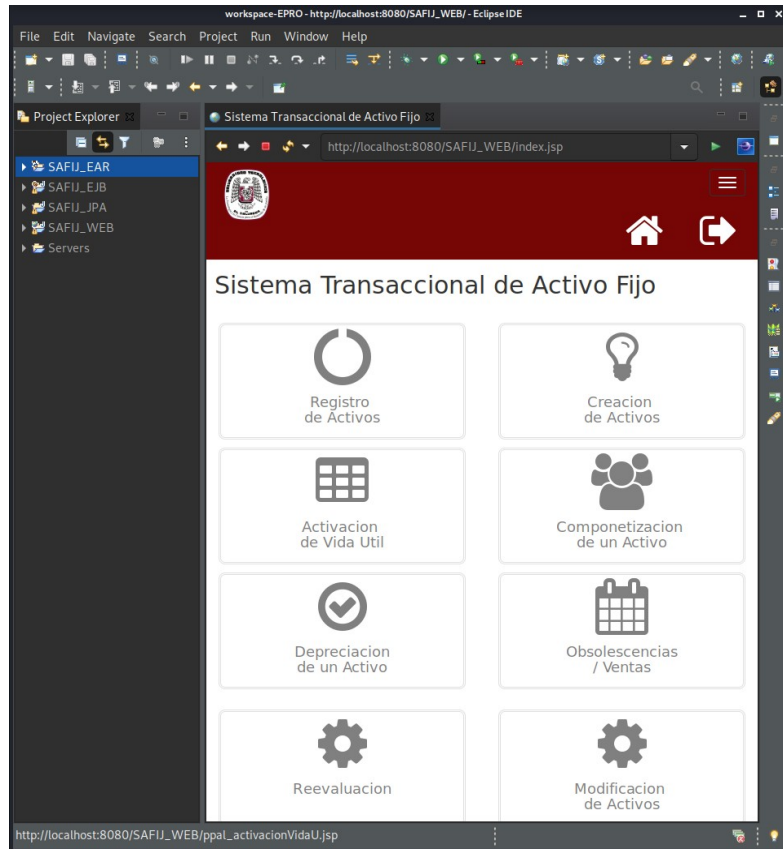 workspace-EPRO - http://localhost:8080/SAFIJ_WEB/ - Eclipse IDE
File Edit Navigate Search Project Run Window Help
Project Explorer
Sistema Transaccional de Activo Fijo
http://localhost:8080/SAFIJ_WEB/index.jsp
SAFIJ_EAR
SAFIJ_EJB
SAFIJ_JPA
SAFIJ_WEB
Servers
Sistema Transaccional de Activo Fijo
Registro
de Activos
Creacion
de Activos
Activacion
de Vida Util
Componetizacion
de un Activo
Depreciacion
de un Activo
Obsolescencias
/ Ventas
Reevaluacion
Modificacion
de Activos
http://localhost:8080/SAFIJ_WEB/ppal_activacionVidaU.jsp